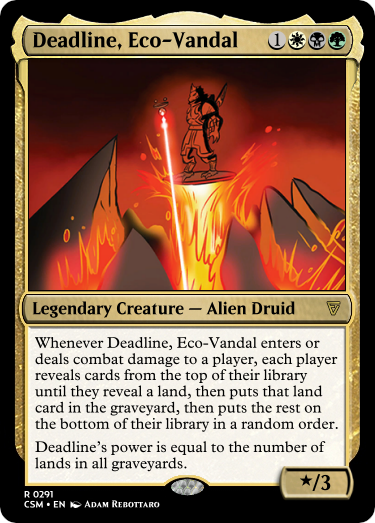 Deadline, Eco-Vandal 1
Legendary Creature — Alien Druid
Whenever Deadline, Eco-Vandal enters or
deals combat damage to a player, each player
reveals cards from the top of their library
until they reveal a land, then puts that land
card in the graveyard, then puts the rest on
the bottom of their library in a random order.
Deadline's power is equal to the number of
lands in all graveyards.
★/3
R 0291
CSM • EN Adam Rebottaro